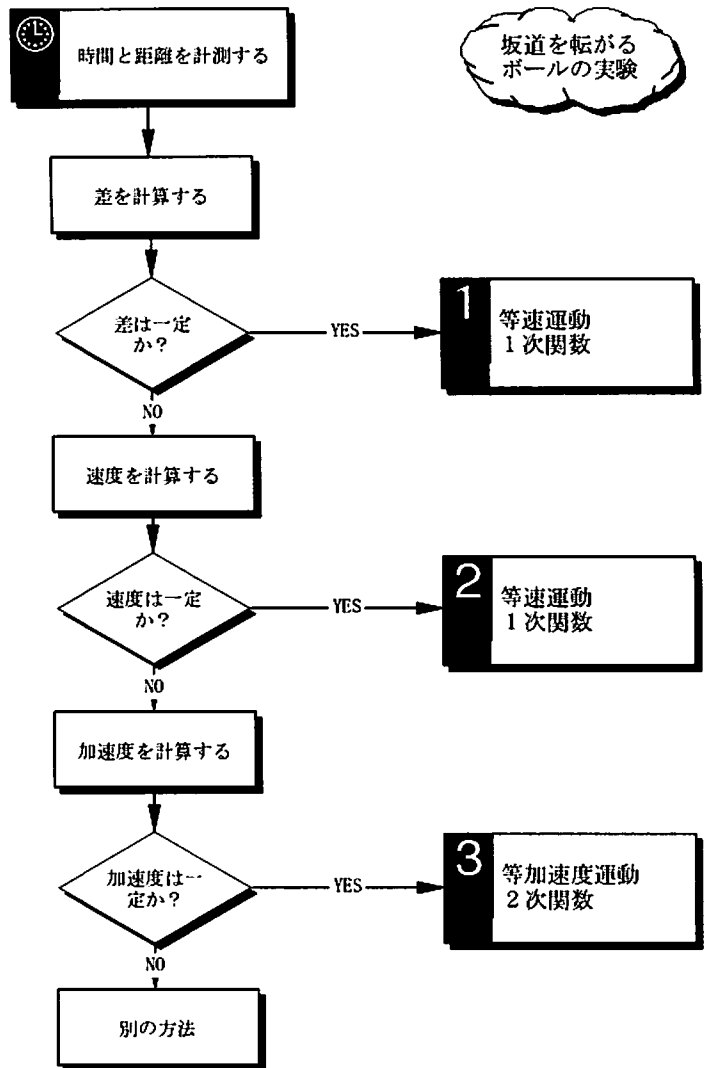 時間と距離を計測する
坂道を転がる
ボールの実験
差を計算する
差は一定
か？
YES
1
等速運動
１次関数
NO
速度を計算する
速度は一定
か？
YES
2
等速運動
１次関数
NO
加速度を計算する
加速度は一
定か？
YES
3
等加速度運動
２次関数
NO
別の方法